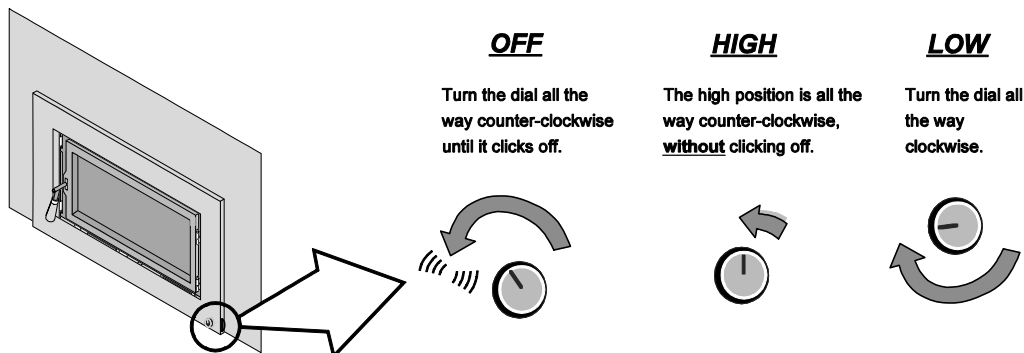 OFF
Turn the dial all the
way counter-clockwise
until it clicks off.
HIGH
The high position is all the
way counter-clockwise,
without clicking off.
LOW
Turn the dial all
the way
clockwise.